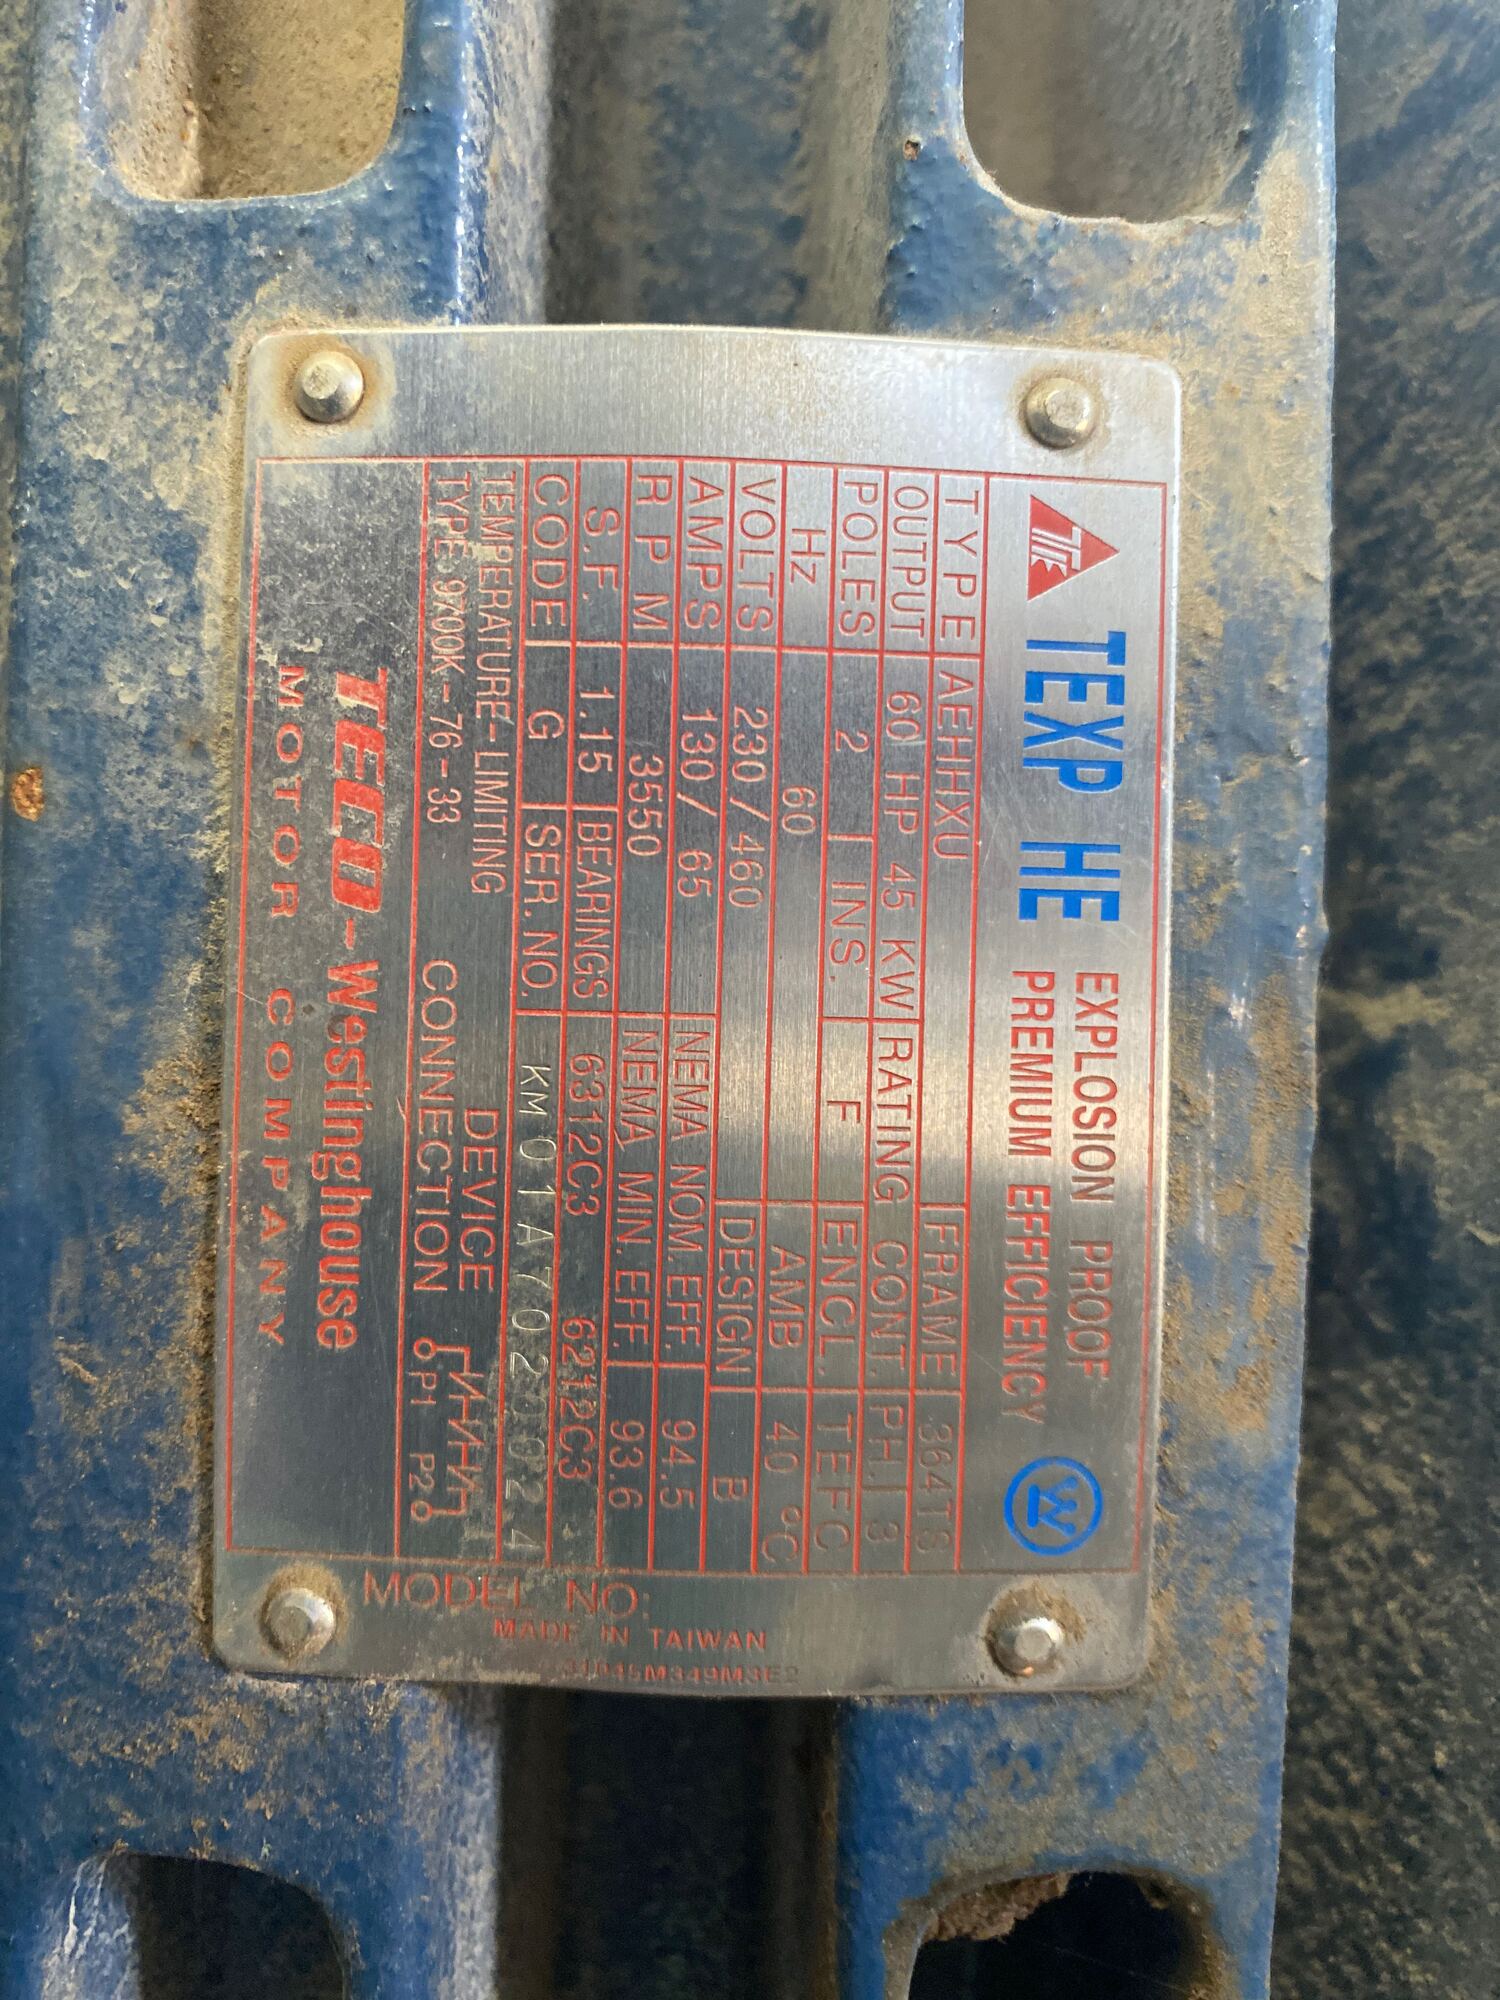 TEXP HE EXPLOSION PROOF
PREMIUM EFFICIENCY
TYPE AEHHXU FRAME 364TS
OUTPUT 60 HP 45 KW RATING CONT. PH. 3
POLES 2 INS. F ENCL. TEFC
Hz 60 AMB 40 °C
VOLTS 230/460 DESIGN B
AMPS 130/65 NEMA NOM. EFF. 94.5
RPM 3550 NEMA MIN. EFF. 93.6
S.F. 1.15 BEARINGS 6312C3 6212C3
CODE G SER. NO.
TEMPERATURE-LIMITING DEVICE
TYPE 9700K-76-33 CONNECTION P1 P2
TECO-Westinghouse
MOTOR COMPANY
MODEL NO:
MADE IN TAIWAN